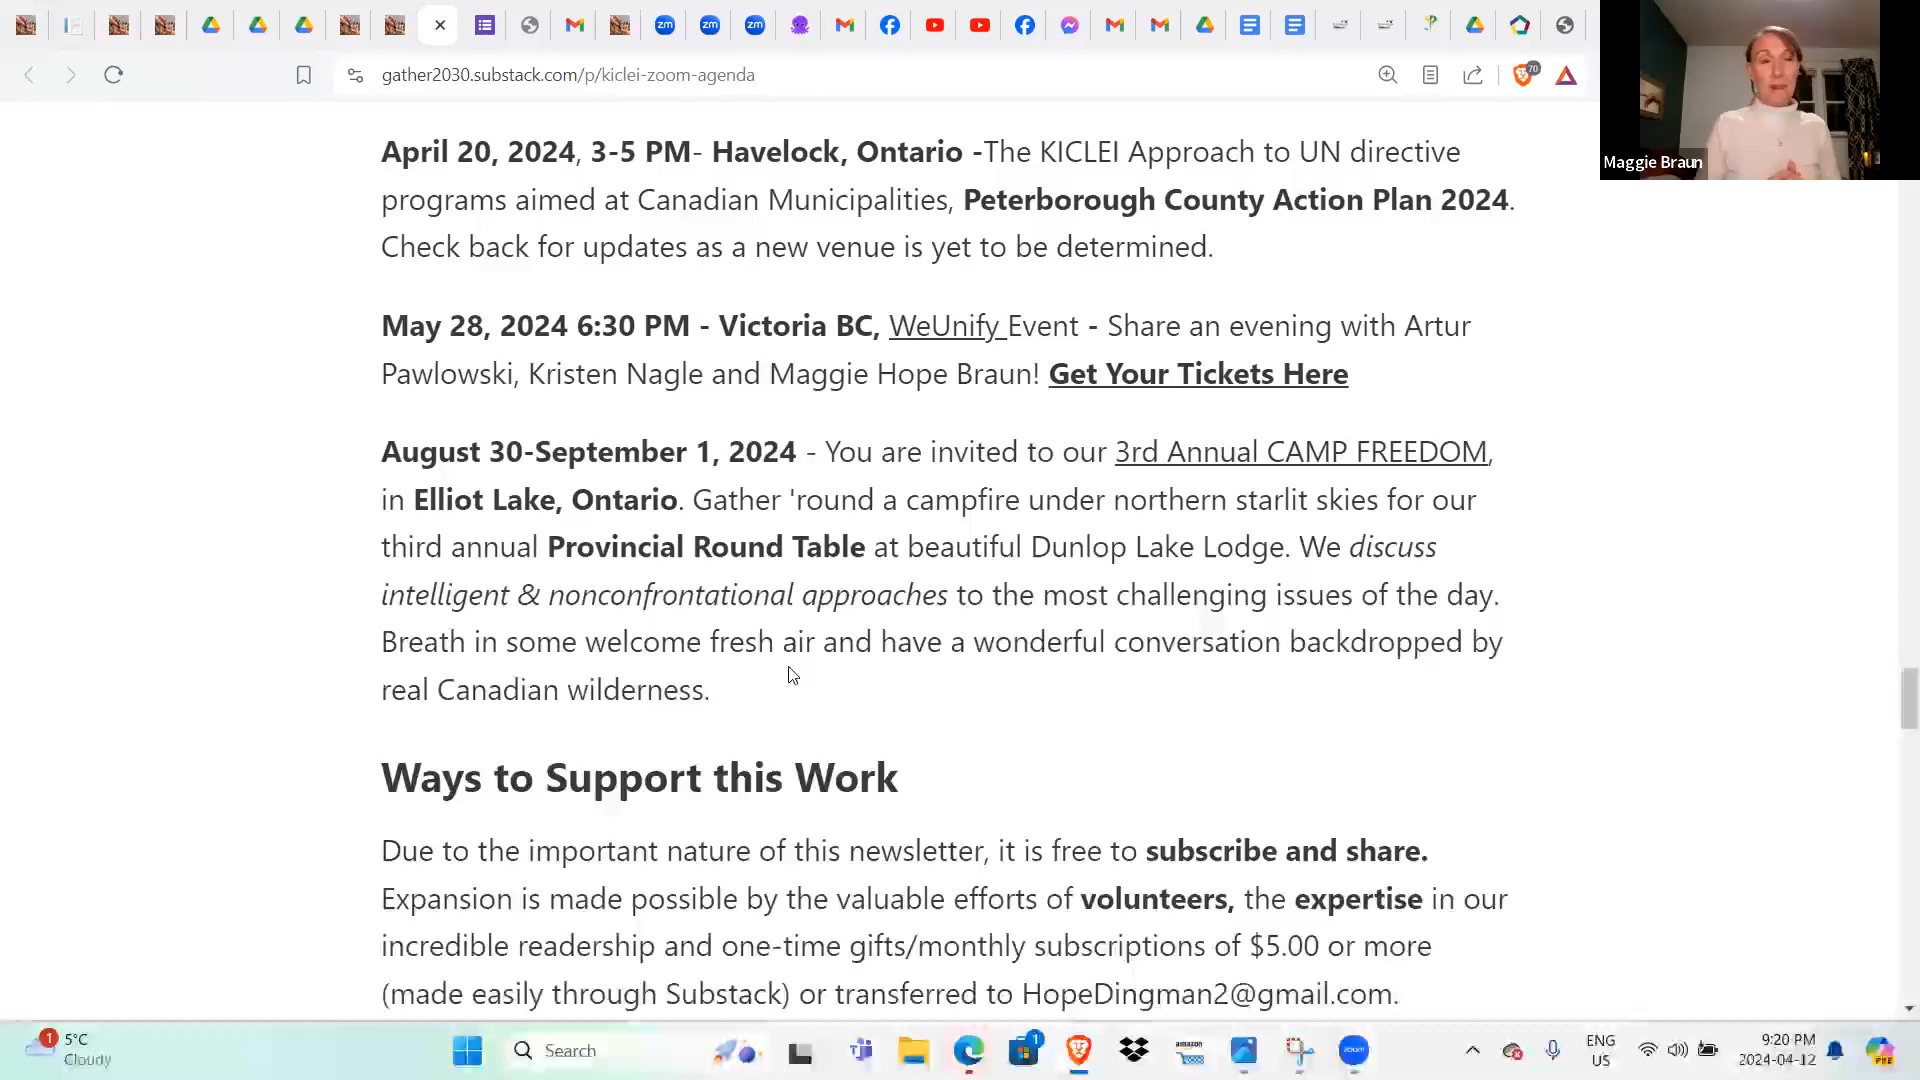 zm
zm
zm
gather2030.substack.com/p/kiclei-zoom-agenda
70
Maggie Braun
April 20, 2024, 3-5 PM- Havelock, Ontario -The KICLEI Approach to UN directive
programs aimed at Canadian Municipalities, Peterborough County Action Plan 2024.
Check back for updates as a new venue is yet to be determined.
May 28, 2024 6:30 PM - Victoria BC, WeUnify Event - Share an evening with Artur
Pawlowski, Kristen Nagle and Maggie Hope Braun! Get Your Tickets Here
August 30-September 1, 2024 - You are invited to our 3rd Annual CAMP FREEDOM,
in Elliot Lake, Ontario. Gather 'round a campfire under northern starlit skies for our
third annual Provincial Round Table at beautiful Dunlop Lake Lodge. We discuss
intelligent & nonconfrontational approaches to the most challenging issues of the day.
Breath in some welcome fresh air and have a wonderful conversation backdropped by
real Canadian wilderness.
Ways to Support this Work
Due to the important nature of this newsletter, it is free to subscribe and share.
Expansion is made possible by the valuable efforts of volunteers, the expertise in our
incredible readership and one-time gifts/monthly subscriptions of $5.00 or more
(made easily through Substack) or transferred to HopeDingman2@gmail.com.
1
5°C
Cloudy
Search
1
amazon
zoom
ENG
US
9:20 PM
2024-04-12
PRE